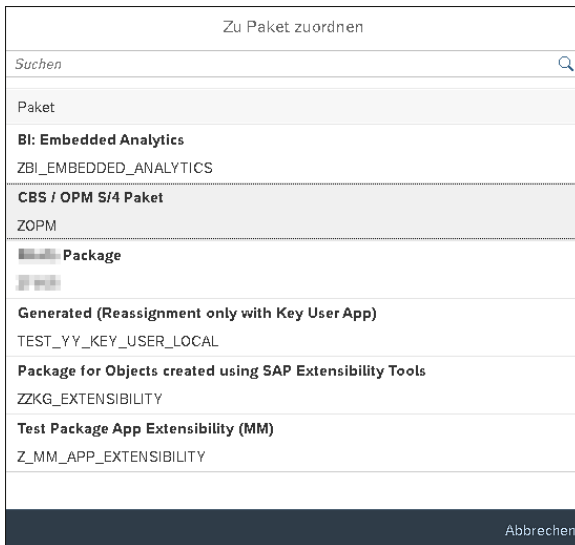 Zu Paket zuordnen
Suchen
Paket
BI: Embedded Analytics
ZBI_EMBEDDED_ANALYTICS
CBS / OPM S/4 Paket
ZOPM
Package
Generated (Reassignment only with Key User App)
TEST_YY_KEY_USER_LOCAL
Package for Objects created using SAP Extensibility Tools
ZZKG_EXTENSIBILITY
Test Package App Extensibility (MM)
Z_MM_APP_EXTENSIBILITY
Abbrechen